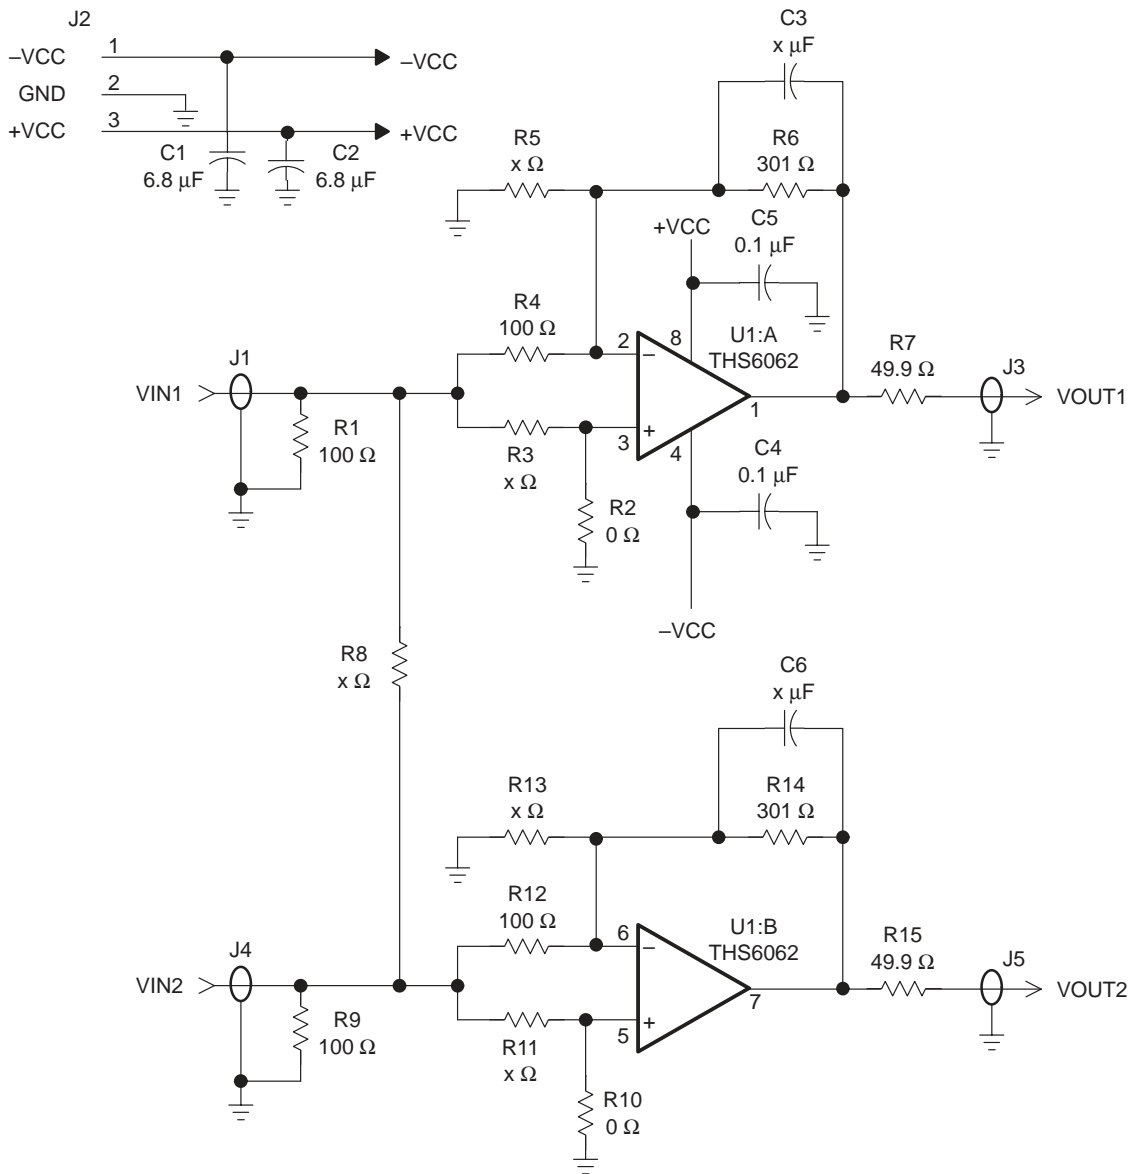 J2
–VCC
1
–VCC
GND
2
+VCC
3
+VCC
C1
6.8 µF
C2
6.8 µF
C3
x µF
R5
x Ω
R6
301 Ω
+VCC
C5
0.1 µF
R4
100 Ω
2
–
8
U1:A
THS6062
R7
49.9 Ω
J1
VIN1
R1
100 Ω
R3
x Ω
3
+
4
1
J3
VOUT1
C4
0.1 µF
R2
0 Ω
–VCC
R8
x Ω
C6
x µF
R13
x Ω
R14
301 Ω
R12
100 Ω
6
–
U1:B
THS6062
R15
49.9 Ω
J4
VIN2
R9
100 Ω
R11
x Ω
5
+
7
J5
VOUT2
R10
0 Ω